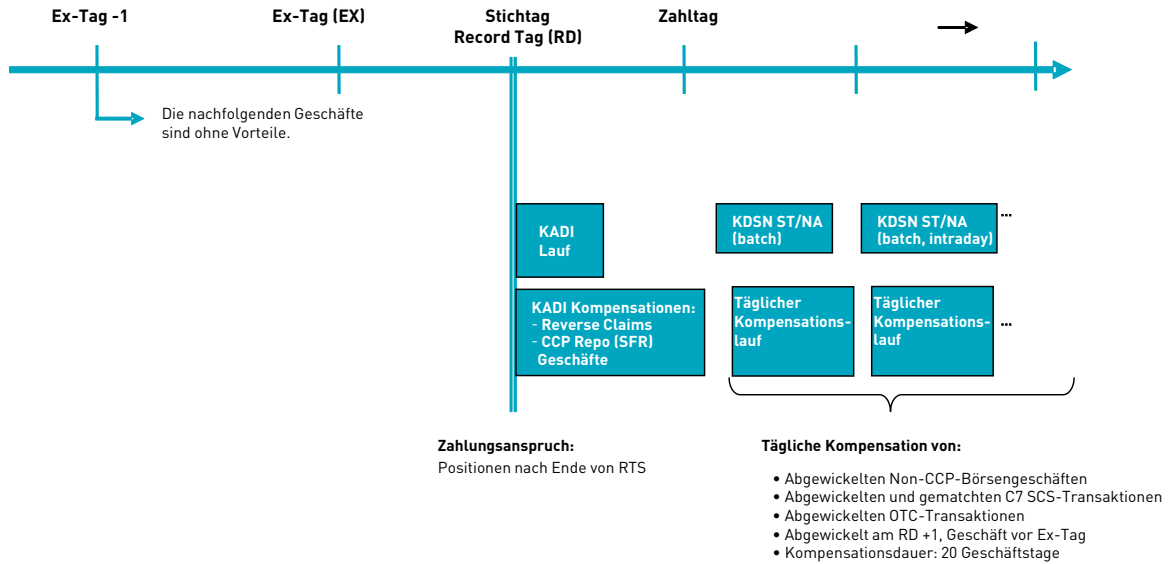 Ex-Tag -1
Ex-Tag (EX)
Stichtag
Record Tag (RD)
Zahltag
Die nachfolgenden Geschäfte
sind ohne Vorteile.
KADI
Lauf
KDSN ST/NA
(batch)
KDSN ST/NA
(batch, intraday)
...
KADI Kompensationen:
- Reverse Claims
- CCP Repo (SFR)
Geschäfte
Täglicher
Kompensations-
lauf
Täglicher
Kompensations-
lauf
...
Zahlungsanspruch:
Positionen nach Ende von RTS
Tägliche Kompensation von:
• Abgewickelten Non-CCP-Börsengeschäften
• Abgewickelten und gematchten C7 SCS-Transaktionen
• Abgewickelten OTC-Transaktionen
• Abgewickelt am RD +1, Geschäft vor Ex-Tag
• Kompensationsdauer: 20 Geschäftstage